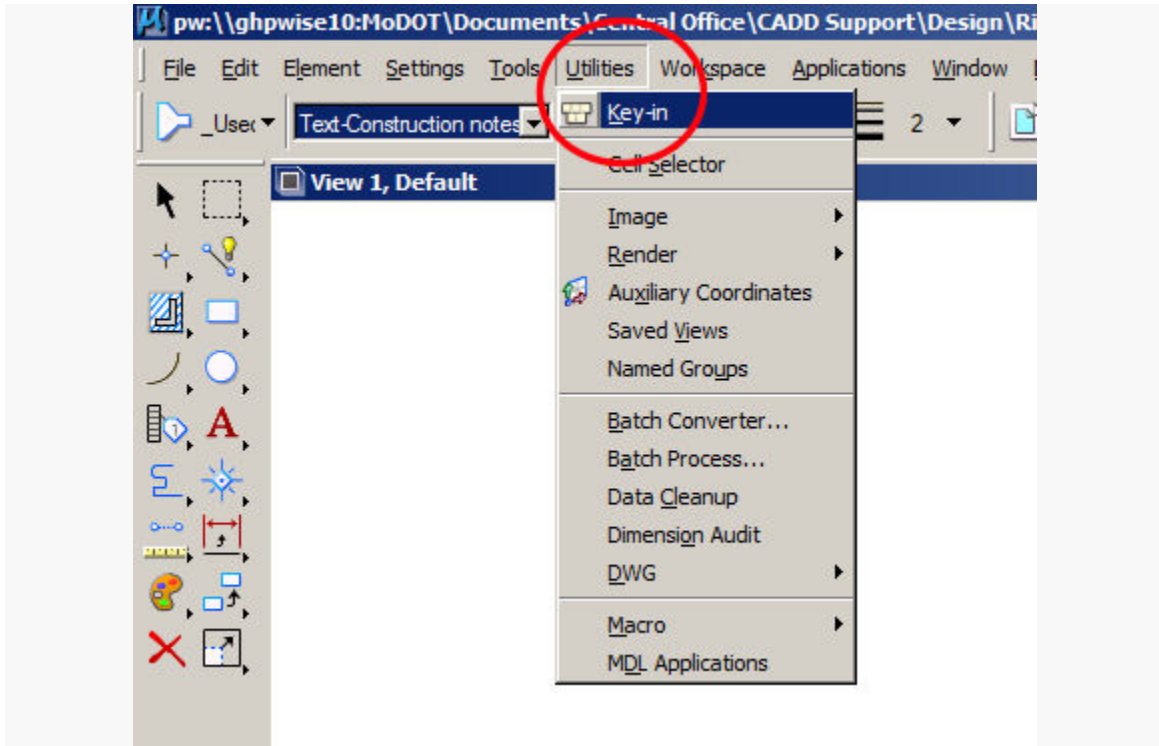 pw:\\ghpwise10:MoDOT\Documents\Central Office\CADD Support\Design\Ri
File Edit Element Settings Tools Utilities Workspace Applications Window
_User Text-Construction notes 2
Key-in
View 1, Default
Cell Selector
Image
Render
Auxiliary Coordinates
Saved Views
Named Groups
Batch Converter...
Batch Process...
Data Cleanup
Dimension Audit
DWG
Macro
MDL Applications